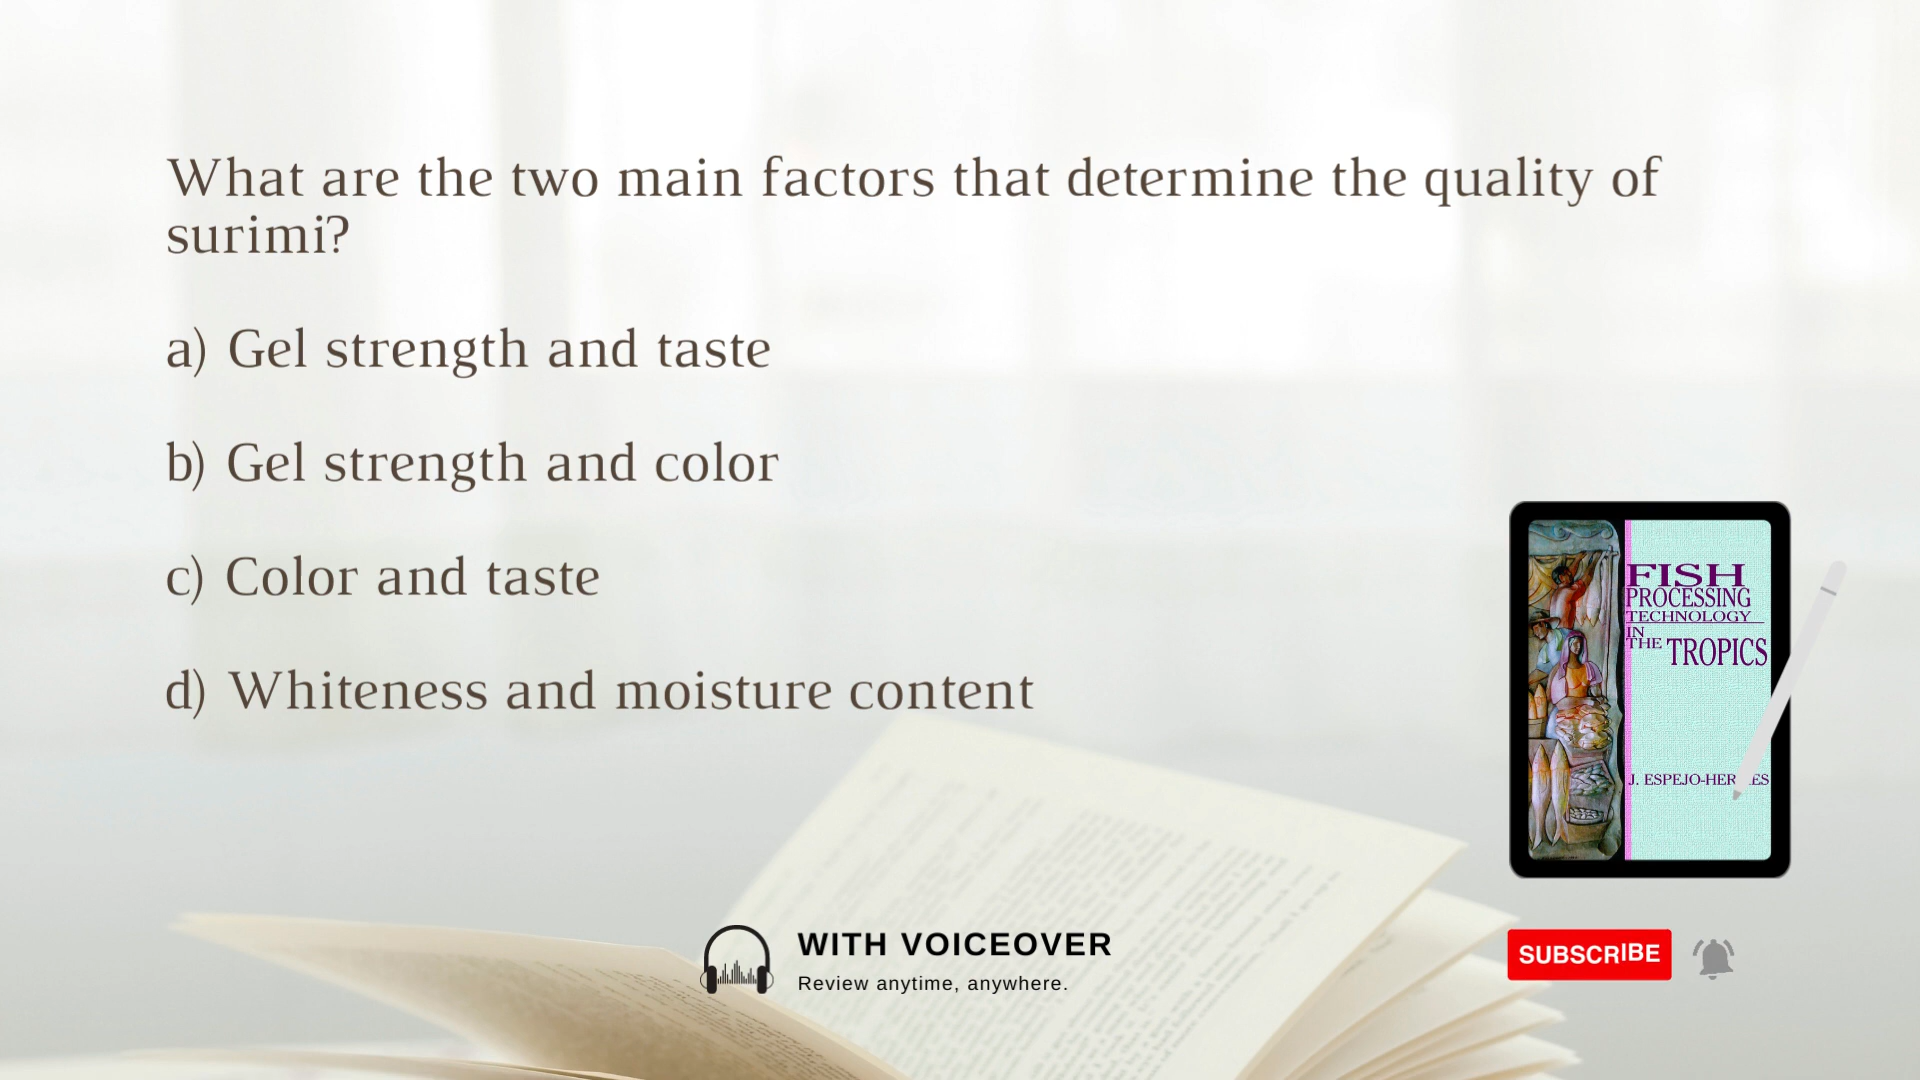 What are the two main factors that determine the quality of
surimi?
a) Gel strength and taste
b) Gel strength and color
c) Color and taste
d) Whiteness and moisture content
FISH
PROCESSING
TECHNOLOGY
IN
THE TROPICS
J. ESPEJO-HER
WITH VOICEOVER
Review anytime, anywhere.
SUBSCRIBE